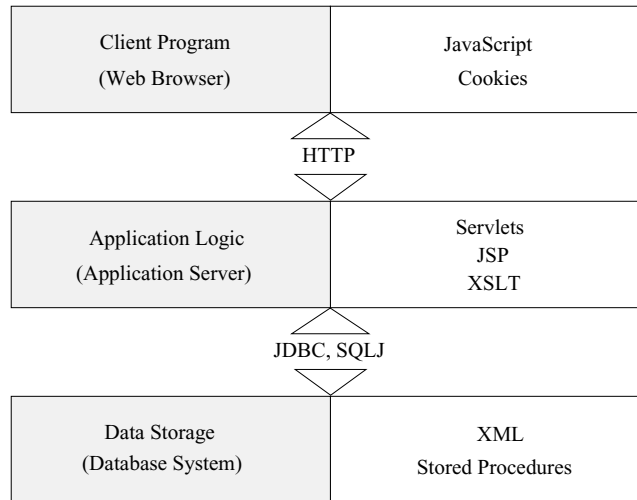 Client Program
(Web Browser)
JavaScript
Cookies
HTTP
Application Logic
(Application Server)
Servlets
JSP
XSLT
JDBC, SQLJ
Data Storage
(Database System)
XML
Stored Procedures